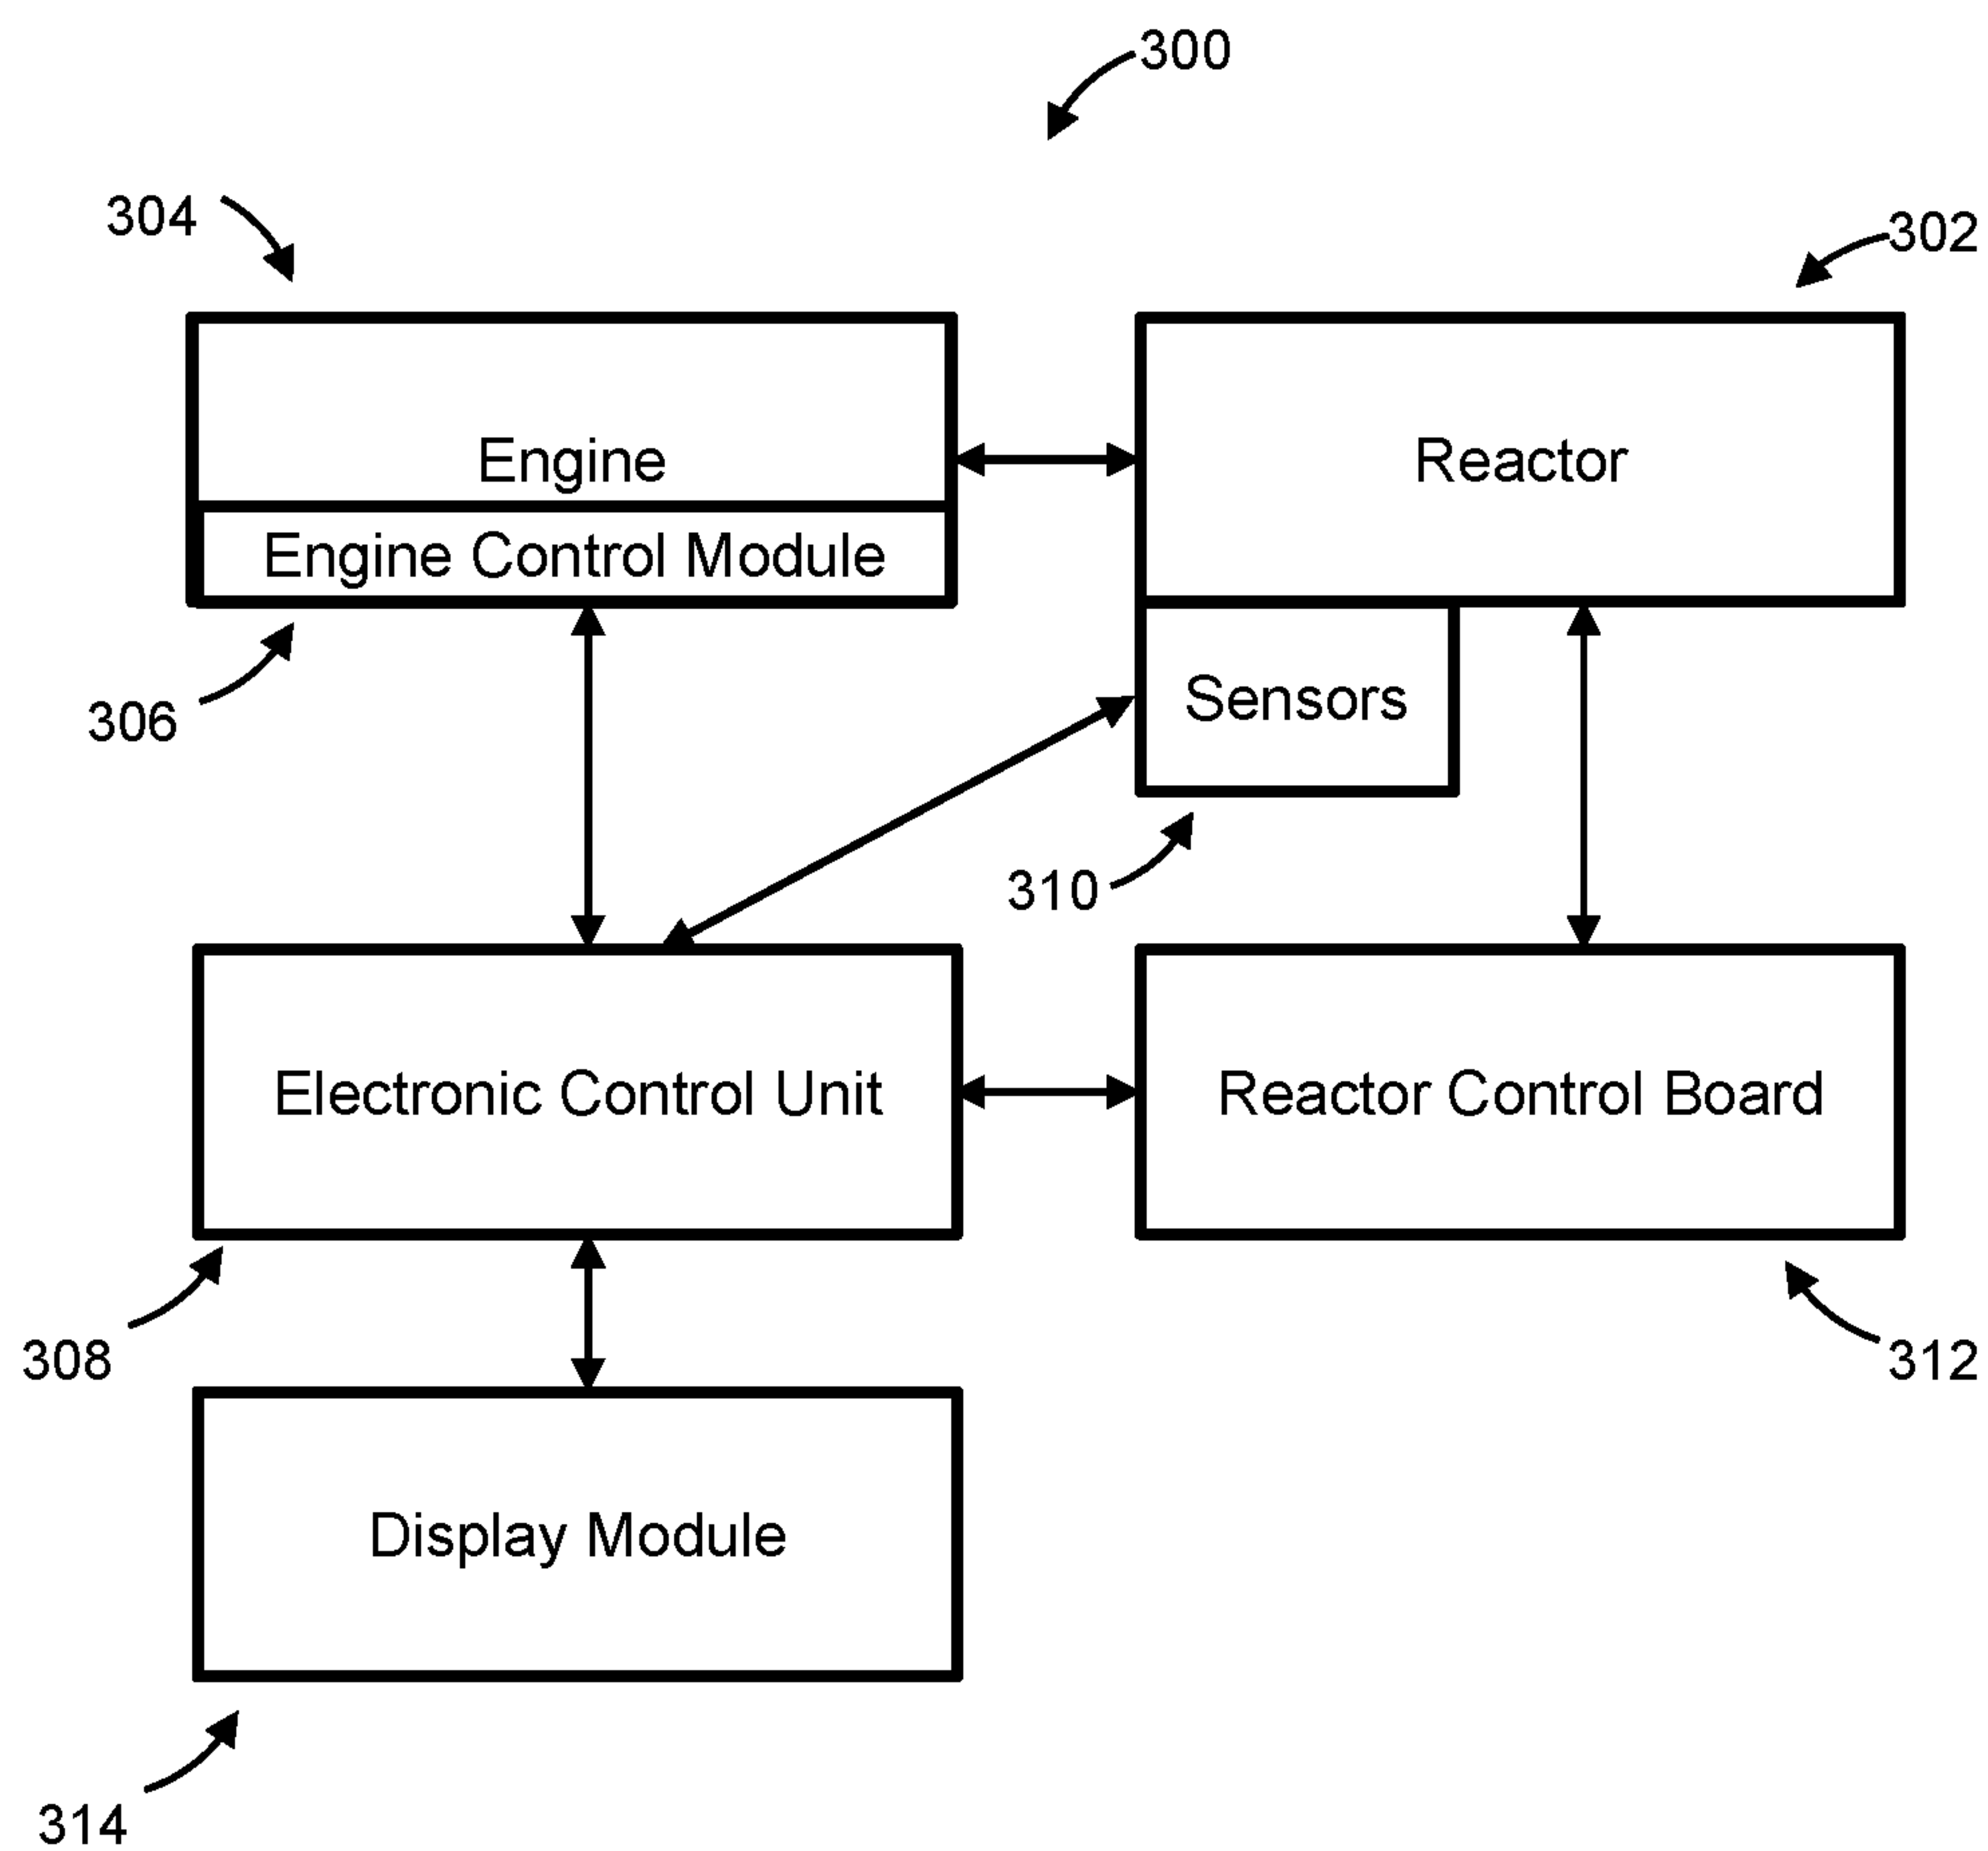 300
304
302
Engine
Reactor
Engine Control Module
306
Sensors
310
Electronic Control Unit
Reactor Control Board
308
312
Display Module
314